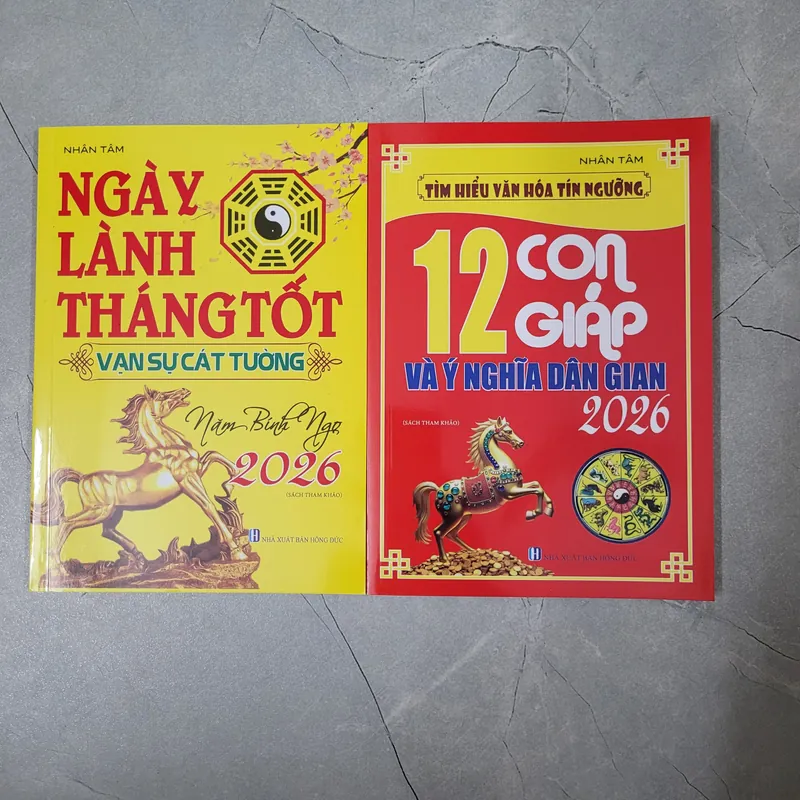 NHÂN TÂM
NGÀY
LÀNH
THÁNG TỐT
VẠN SỰ CÁT TƯỜNG
Năm Bính Ngọ
2026
(SÁCH THAM KHẢO)
NHÀ XUẤT BẢN HỒNG ĐỨC
NHÂN TÂM
TÌM HIỂU VĂN HÓA TÍN NGƯỠNG
12 CON
GIÁP
VÀ Ý NGHĨA DÂN GIAN
2026
(SÁCH THAM KHẢO)
NHÀ XUẤT BẢN HỒNG ĐỨC